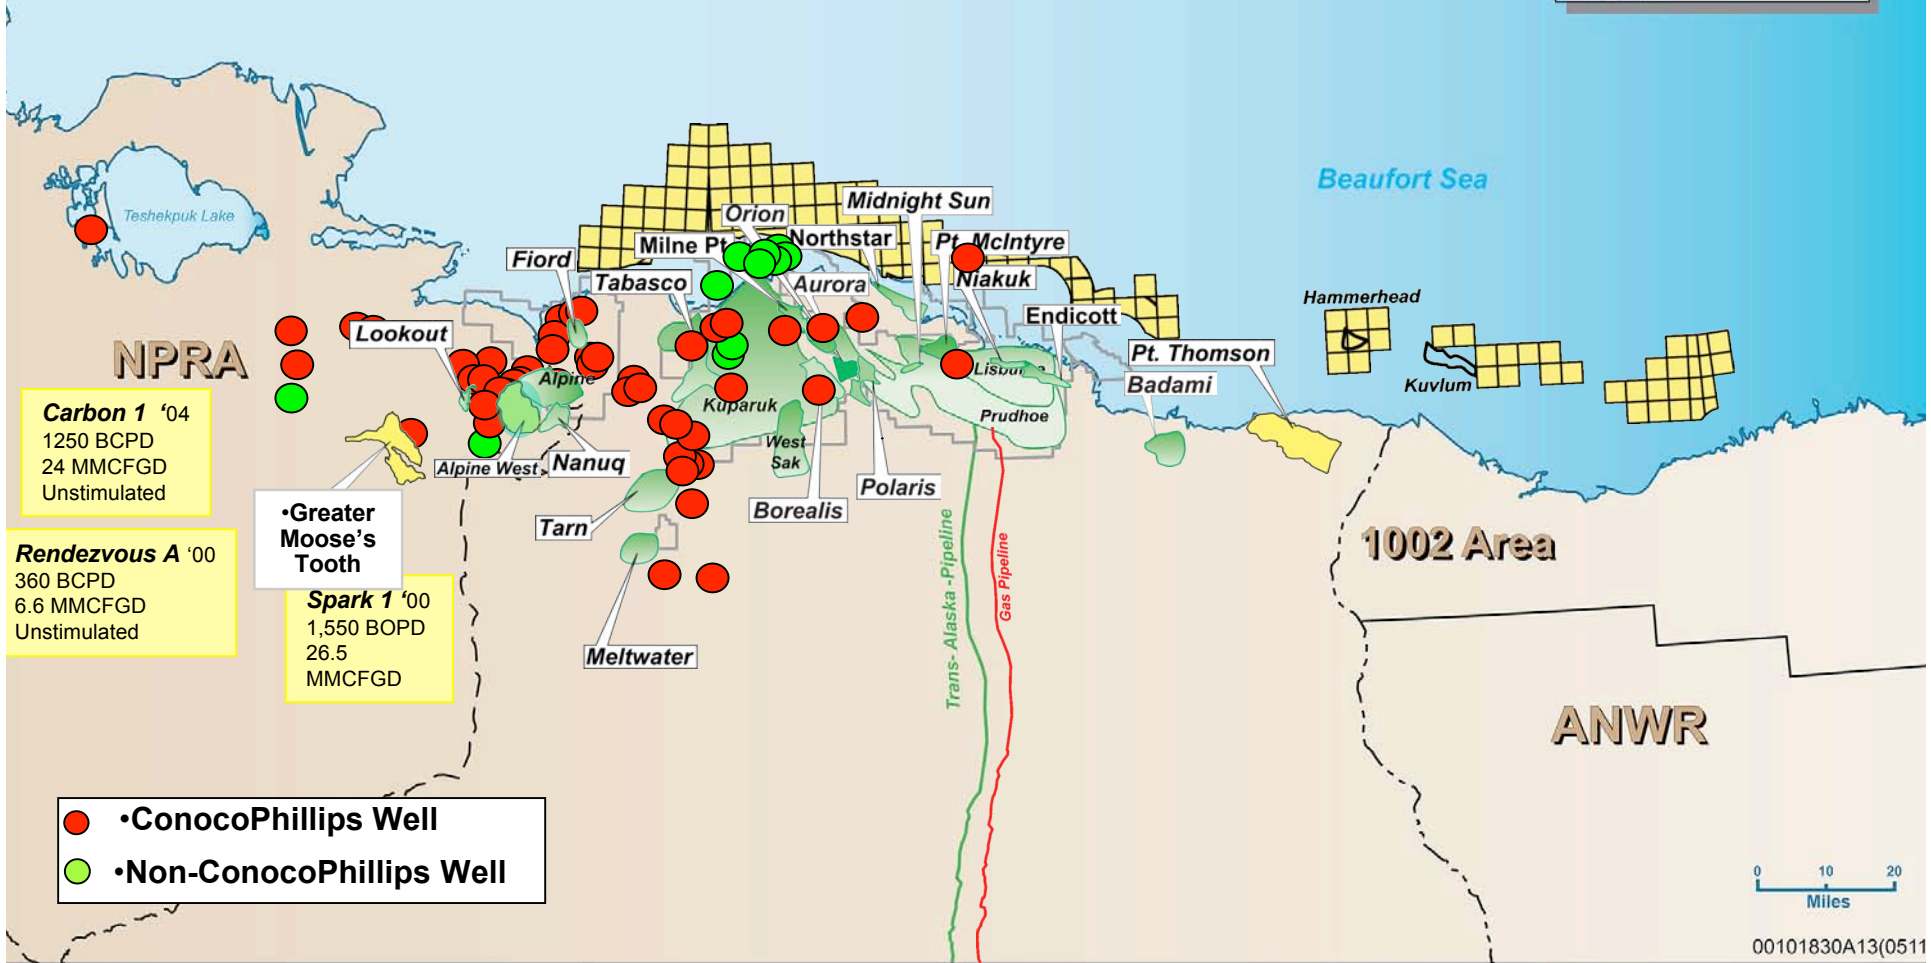 Beaufort Sea
Teshekpuk Lake
Midnight Sun
Orion
Northstar
Milne Pt
Pt. McIntyre
Fiord
Tabasco
Aurora
Niakuk
Hammerhead
Endicott
Lookout
NPRA
Pt. Thomson
Badami
Kuvlum
Alpine
Lisburne
Kuparuk
Prudhoe
Carbon 1 ‘04
1250 BCPD
24 MMCFGD
Unstimulated
West
Sak
Alpine West
Nanuq
Polaris
Borealis
Tarn
•Greater
Moose's
Tooth
Rendezvous A ‘00
360 BCPD
6.6 MMCFGD
Unstimulated
1002 Area
Trans- Alaska -Pipeline
Gas Pipeline
Spark 1 ‘00
1,550 BOPD
26.5
MMCFGD
Meltwater
ANWR
•ConocoPhillips Well
•Non-ConocoPhillips Well
0 10 20
Miles
00101830A13(0511